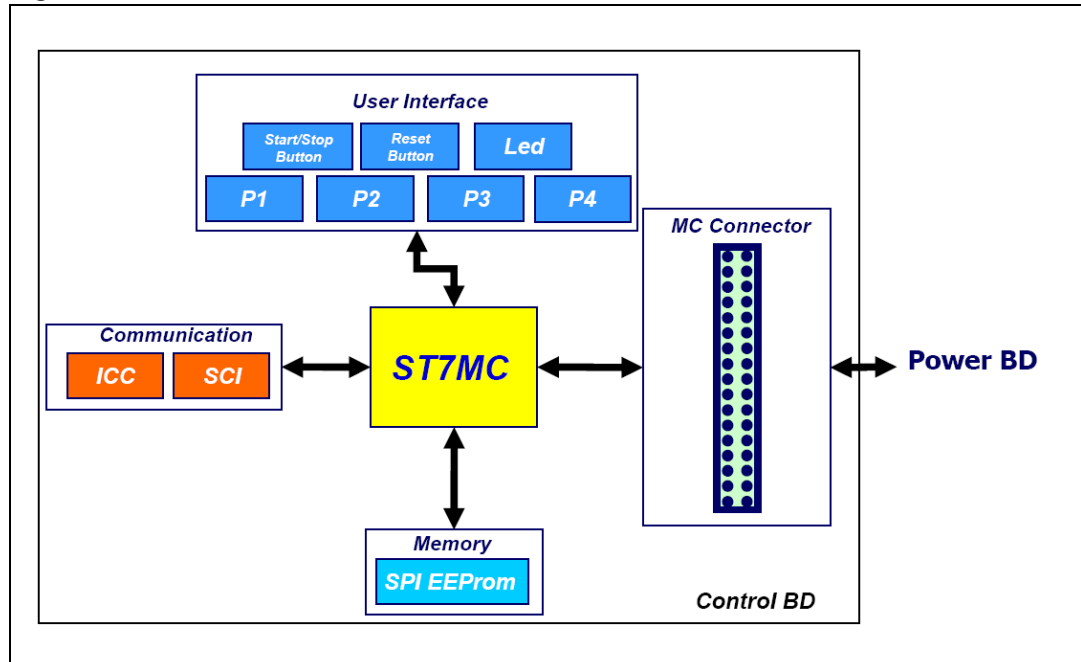 User Interface
Start/Stop
Button
Reset
Button
Led
P1
P2
P3
P4
MC Connector
Communication
ICC
SCI
ST7MC
Power BD
Memory
SPI EEProm
Control BD